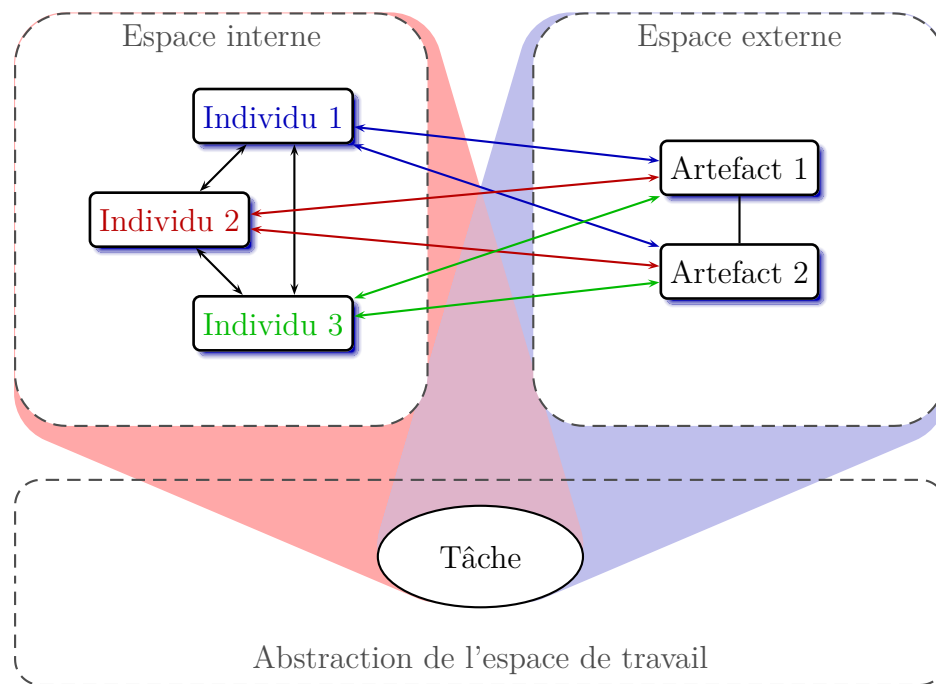 Espace interne
Espace externe
Individu 1
Artefact 1
Individu 2
Artefact 2
Individu 3
Tâche
Abstraction de l'espace de travail